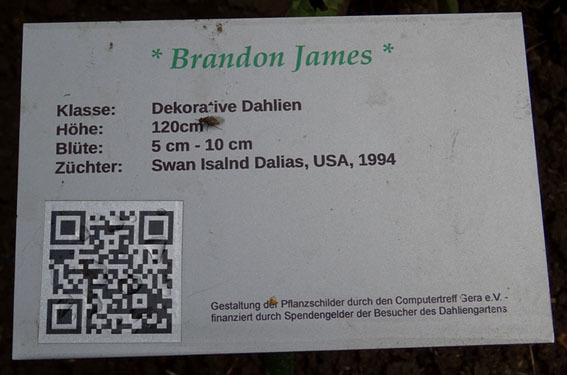 * Brandon James *
Klasse: Dekorative Dahlien
Höhe: 120cm
Blüte: 5 cm - 10 cm
Züchter: Swan Isalnd Dalias, USA, 1994
Gestaltung der Pflanzschilder durch den Computertreff Gera e.V. -
finanziert durch Spendengelder der Besucher des Dahliengartens